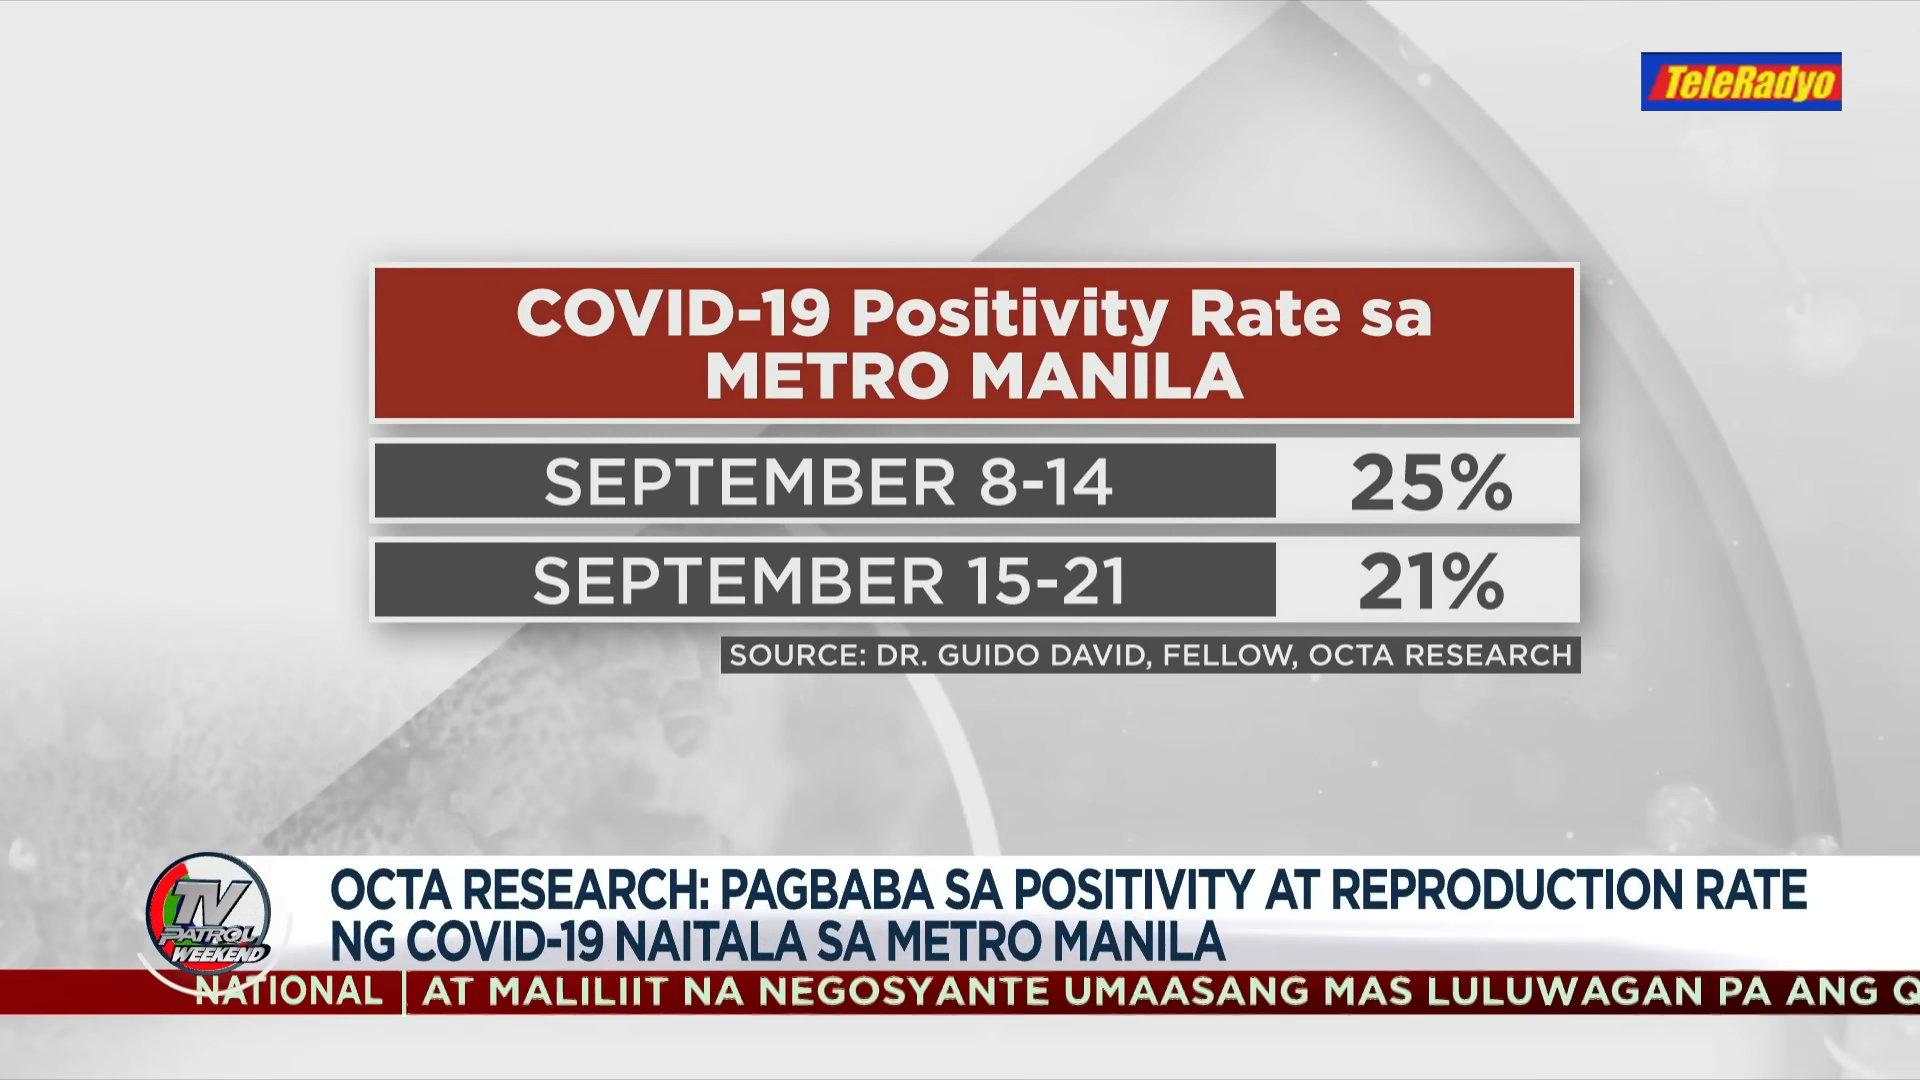 TeleRadyo
COVID-19 Positivity Rate sa
METRO MANILA
SEPTEMBER 8-14 25%
SEPTEMBER 15-21 21%
SOURCE: DR. GUIDO DAVID, FELLOW, OCTA RESEARCH
TV
PATROL
WEEKEND
OCTA RESEARCH: PAGBABA SA POSITIVITY AT REPRODUCTION RATE
NG COVID-19 NAITALA SA METRO MANILA
NATIONAL AT MALILIIT NA NEGOSYANTE UMAASANG MAS LULUWAGAN PA ANG Q